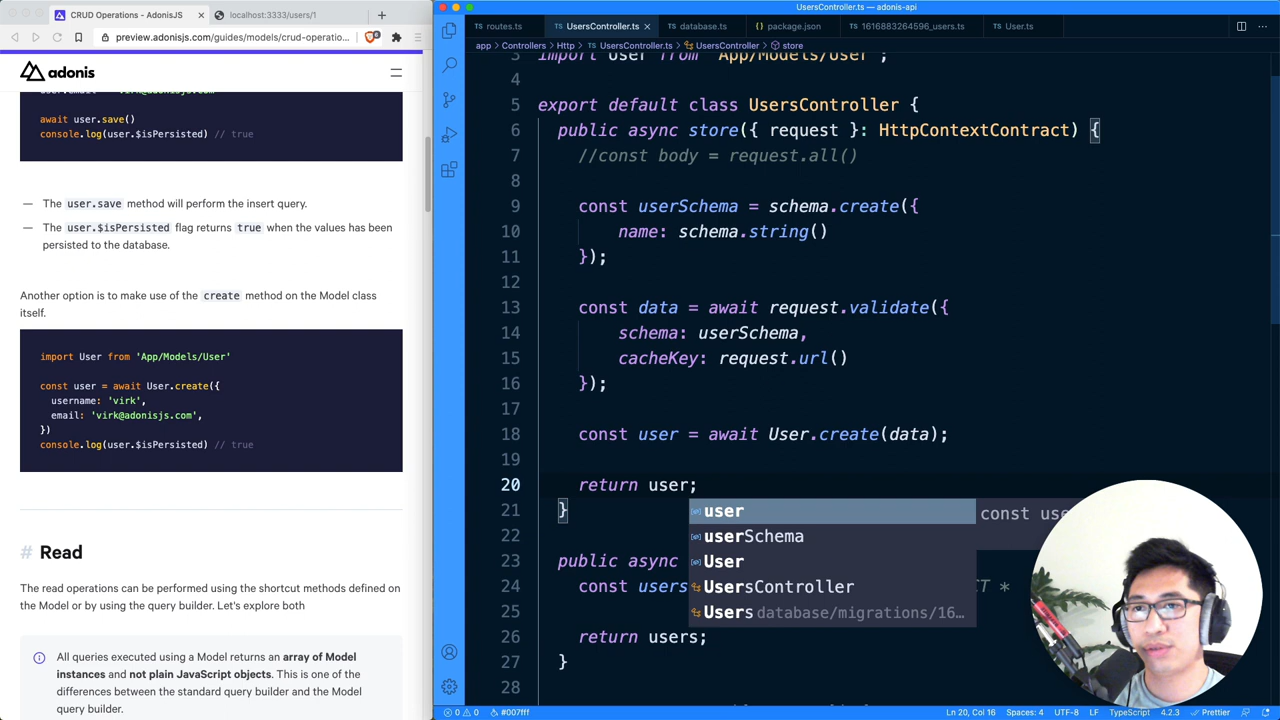 CRUD Operations - AdonisJS
localhost:3333/users/1
preview.adonisjs.com/guides/models/crud-operatio...
adonis
await user.save()
console.log(user.$isPersisted) // true
— The user.save method will perform the insert query.
— The user.$isPersisted flag returns true when the values has been
persisted to the database.
Another option is to make use of the create method on the Model class
itself.
import User from 'App/Models/User'
const user = await User.create({
username: 'virk',
email: 'virk@adonisjs.com',
})
console.log(user.$isPersisted) // true
# Read
The read operations can be performed using the shortcut methods defined on
the Model or by using the query builder. Let's explore both
All queries executed using a Model returns an array of Model
instances and not plain JavaScript objects. This is one of the
differences between the standard query builder and the Model
query builder.
UsersController.ts — adonis-api
routes.ts
UsersController.ts
database.ts
package.json
1616883264596_users.ts
User.ts
app > Controllers > Http > UsersController.ts > UsersController > store
3 import User from "App/Models/User";
4
5 export default class UsersController {
6 public async store({ request }: HttpContextContract) {
7 //const body = request.all()
8
9 const userSchema = schema.create({
10 name: schema.string()
11 });
12
13 const data = await request.validate({
14 schema: userSchema,
15 cacheKey: request.url()
16 });
17
18 const user = await User.create(data);
19
20 return user;
21 }
user const use
22
userSchema
23 public async
User
24 const users CT *
UsersController
25
Users database/migrations/16...
26 return users;
27 }
28
0 0 #007fff
Ln 20, Col 16 Spaces: 4 UTF-8 LF TypeScript 4.2.3 Prettier